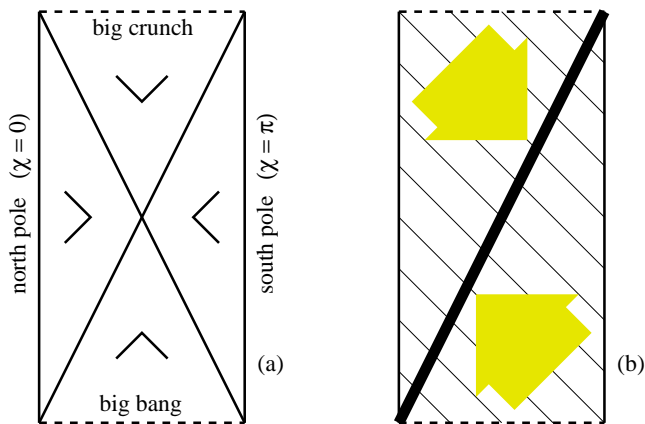 big crunch
north pole (χ = 0)
south pole (χ = π)
big bang
(a)
(b)